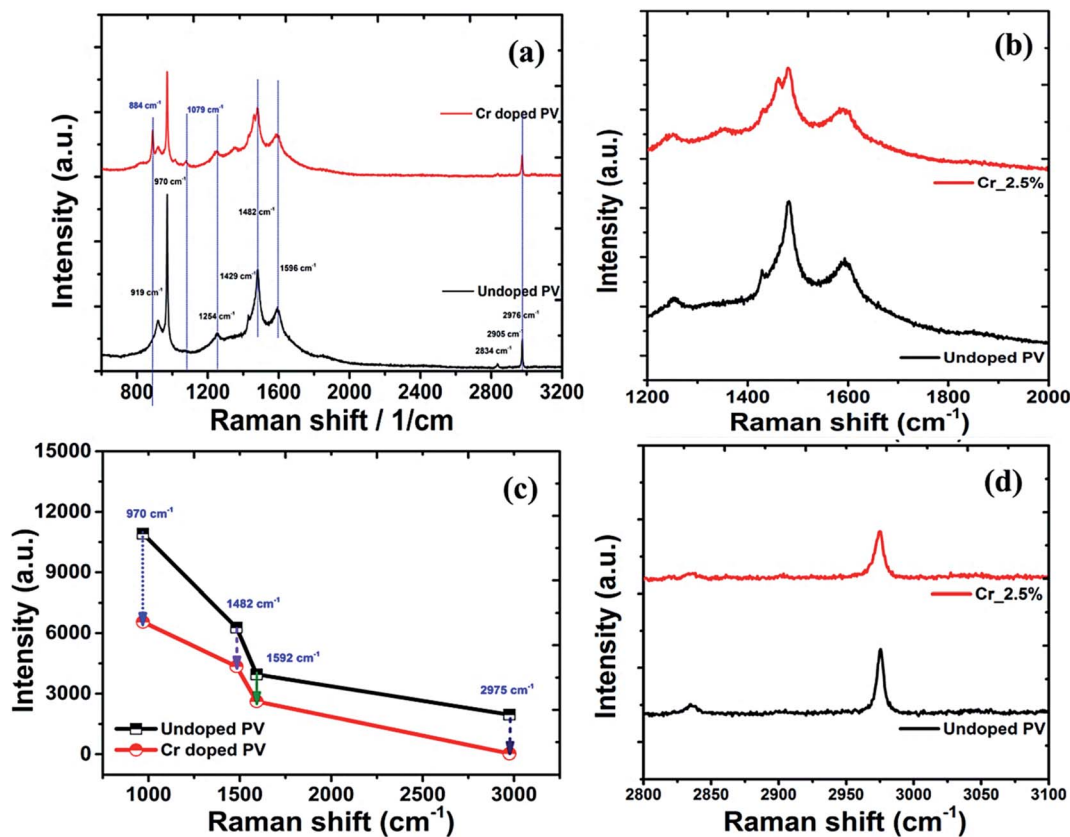 (a)
884 cm-1
1079 cm-1
Cr doped PV
970 cm-1
1482 cm-1
1429 cm-1
1596 cm-1
919 cm-1
1254 cm-1
Undoped PV
2976 cm-1
2905 cm-1
2834 cm-1
Intensity (a.u.)
800 1200 1600 2000 2400 2800 3200
Raman shift / 1/cm
(b)
Cr_2.5%
Undoped PV
Intensity (a.u.)
1200 1400 1600 1800 2000
Raman shift (cm-1)
(c)
15000
12000
9000
6000
3000
0
970 cm-1
1482 cm-1
1592 cm-1
2975 cm-1
Undoped PV
Cr doped PV
Intensity (a.u.)
1000 1500 2000 2500 3000
Raman shift (cm-1)
(d)
Cr_2.5%
Undoped PV
Intensity (a.u.)
2800 2850 2900 2950 3000 3050 3100
Raman shift (cm-1)